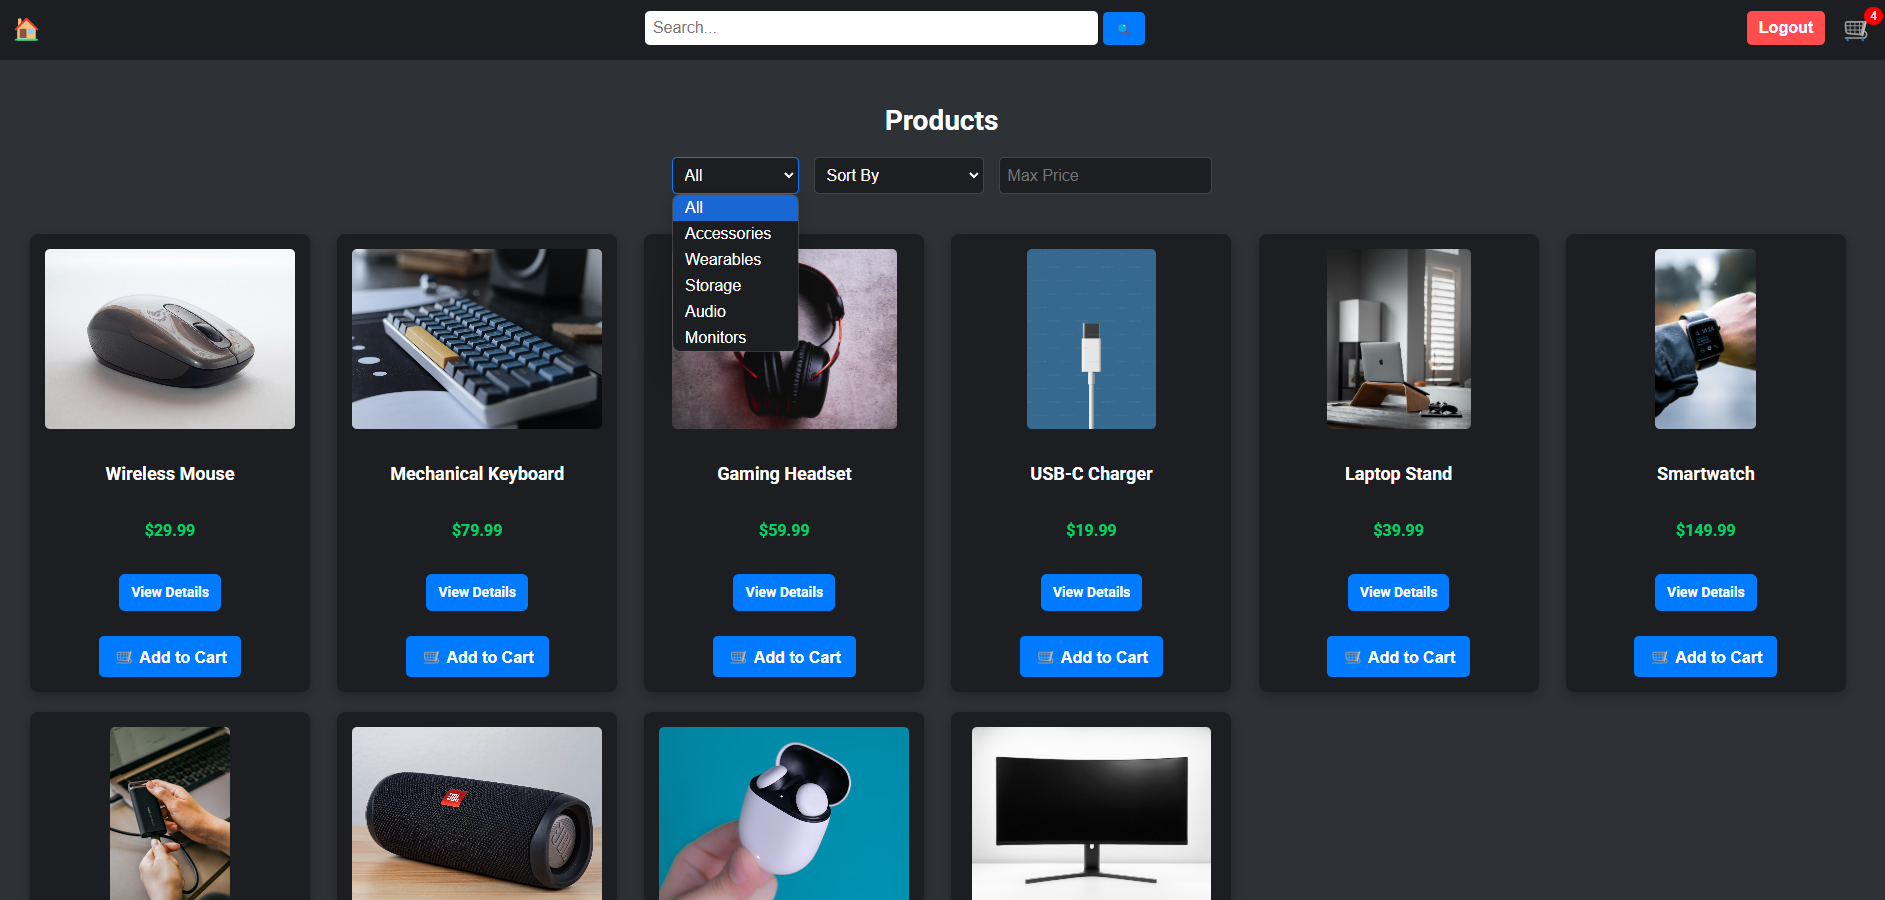 Search...
Logout
4
Products
All
Sort By
Max Price
All
Accessories
Wearables
Storage
Audio
Monitors
Wireless Mouse
Mechanical Keyboard
Gaming Headset
USB-C Charger
Laptop Stand
Smartwatch
$29.99
$79.99
$59.99
$19.99
$39.99
$149.99
View Details
View Details
View Details
View Details
View Details
View Details
Add to Cart
Add to Cart
Add to Cart
Add to Cart
Add to Cart
Add to Cart
JBL
JBL